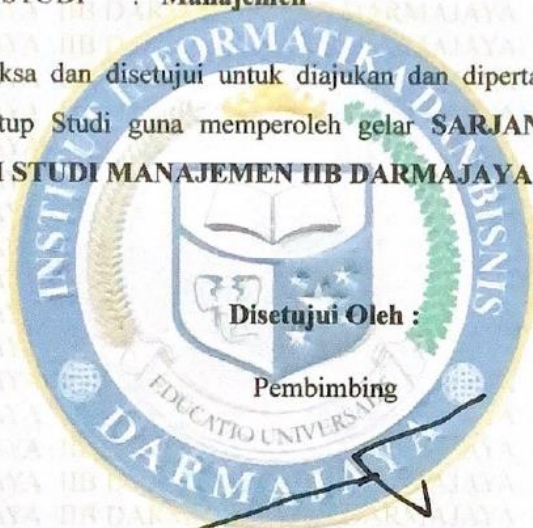 STUDI : Manajemen
ksa dan disetujui untuk diajukan dan diperta
tup Studi guna memperoleh gelar SARJAN
I STUDI MANAJEMEN IIB DARMAJAYA
INSTITUT INFORMATIKA DAN BISNIS
Disetujui Oleh :
Pembimbing
EDUCATIO UNIVERSALE
DARMAJAYA